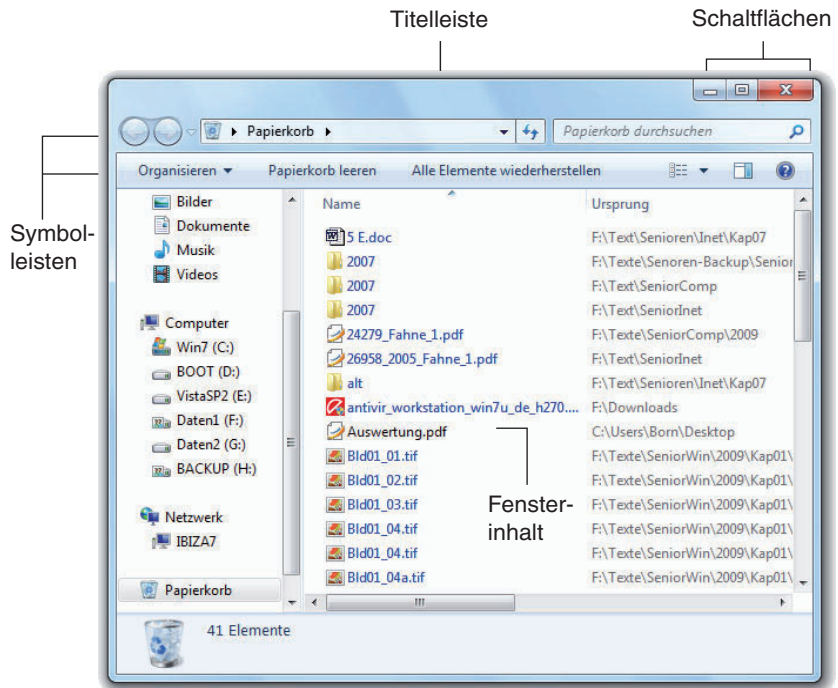 Titelleiste
Schaltflächen
Papierkorb
Papierkorb durchsuchen
Organisieren
Papierkorb leeren
Alle Elemente wiederherstellen
Symbol-
leisten
Bilder
Dokumente
Musik
Videos
Computer
Win7 (C:)
BOOT (D:)
VistaSP2 (E:)
Daten1 (F:)
Daten2 (G:)
BACKUP (H:)
Netzwerk
IBIZA7
Papierkorb
Name Ursprung
5 E.doc F:\Text\Senioren\Inet\Kap07
2007 F:\Texte\Senoren-Backup\Senior
2007 F:\Texte\SeniorComp
2007 F:\Texte\SeniorInet
24279_Fahne_1.pdf F:\Texte\SeniorComp\2009
26958_2005_Fahne_1.pdf F:\Texte\SeniorInet
alt F:\Text\Senioren\Inet\Kap07
antivir_workstation_win7u_de_h270.... F:\Downloads
Auswertung.pdf C:\Users\Born\Desktop
Bld01_01.tif F:\Texte\SeniorWin\2009\Kap01\
Bld01_02.tif F:\Texte\SeniorWin\2009\Kap01\
Bld01_03.tif F:\Texte\SeniorWin\2009\Kap01\
Bld01_04.tif F:\Texte\SeniorWin\2009\Kap01\
Bld01_04.tif F:\Texte\SeniorWin\2009\Kap01\
Bld01_04a.tif F:\Texte\SeniorWin\2009\Kap01\
Fenster-
inhalt
41 Elemente